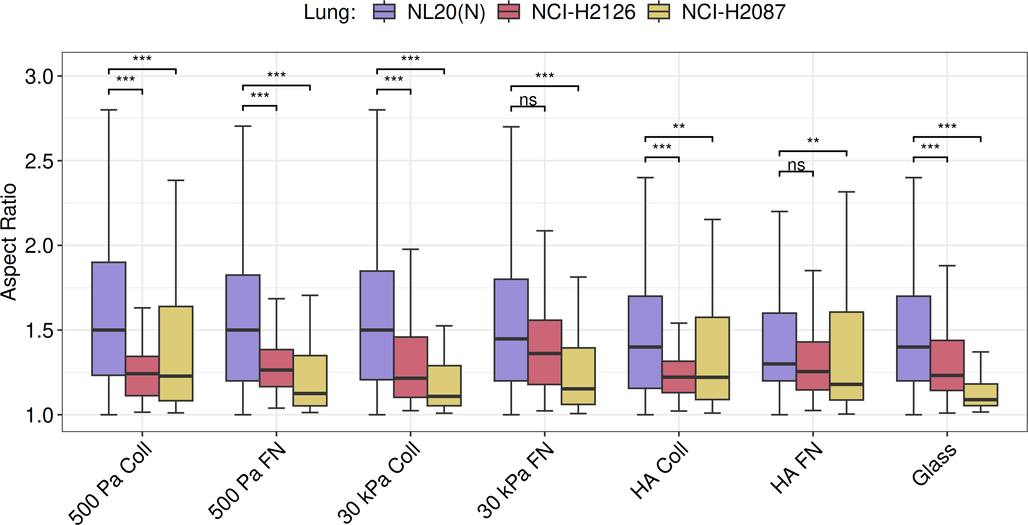 Lung: NL20(N) NCI-H2126 NCI-H2087
*** *** *** ***
*** *** *** ns ** ** ***
*** ns ***
3.0
2.5
2.0
1.5
1.0
Aspect Ratio
500 Pa Coll
500 Pa FN
30 kPa Coll
30 kPa FN
HA Coll
HA FN
Glass